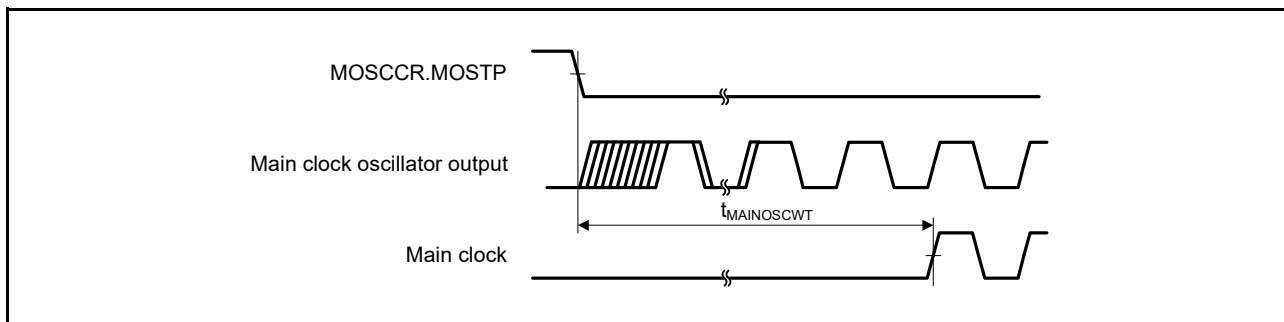 MOSCCR.MOSTP
Main clock oscillator output
tMAINOSCWT
Main clock